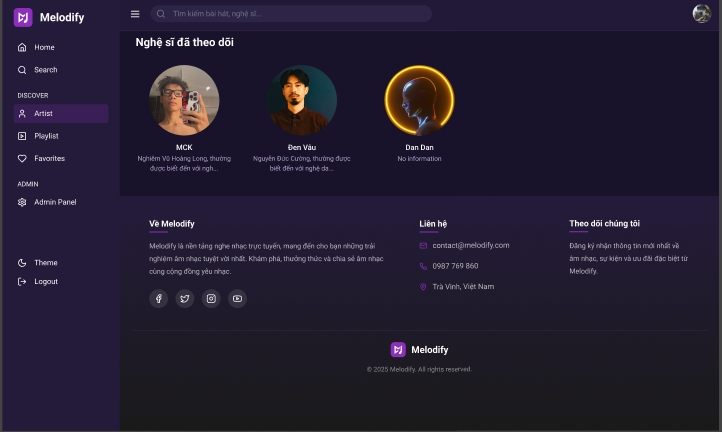 Melodify
Tìm kiếm bài hát, nghệ sĩ...
Home
Search
DISCOVER
Artist
Playlist
Favorites
ADMIN
Admin Panel
Theme
Logout
Nghệ sĩ đã theo dõi
MCK
Nghiêm Vũ Hoàng Long, thường
được biết đến với ngh...
Đen Vâu
Nguyễn Đức Cường, thường được
biết đến với nghệ da...
Dan Dan
No information
Về Melodify
Melodify là nền tảng nghe nhạc trực tuyến, mang đến cho bạn những trải
nghiệm âm nhạc tuyệt vời nhất. Khám phá, thưởng thức và chia sẻ âm nhạc
cùng cộng đồng yêu nhạc.
Liên hệ
contact@melodify.com
0987 769 860
Trà Vinh, Việt Nam
Theo dõi chúng tôi
Đăng ký nhận thông tin mới nhất về
âm nhạc, sự kiện và ưu đãi đặc biệt từ
Melodify.
Melodify
© 2025 Melodify. All rights reserved.